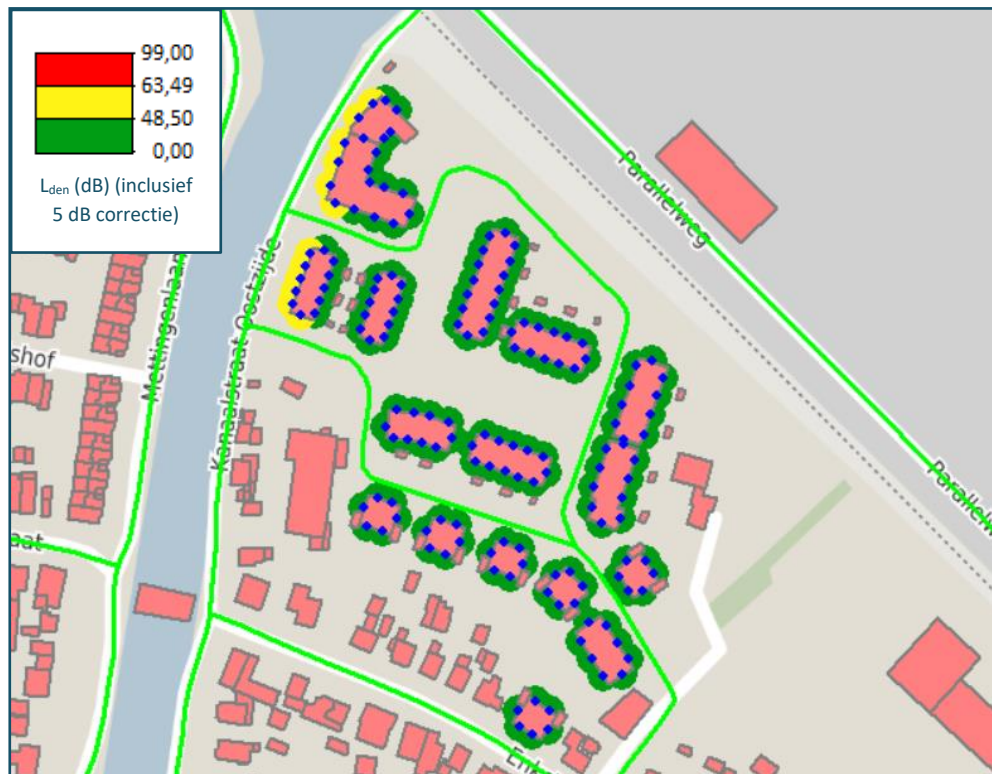 99,00
63,49
48,50
0,00
Lden (dB) (inclusief
5 dB correctie)
Parallelweg
Mettingenlaan
Kanaalstraat Oostzijde
shof
Parallelw
aat